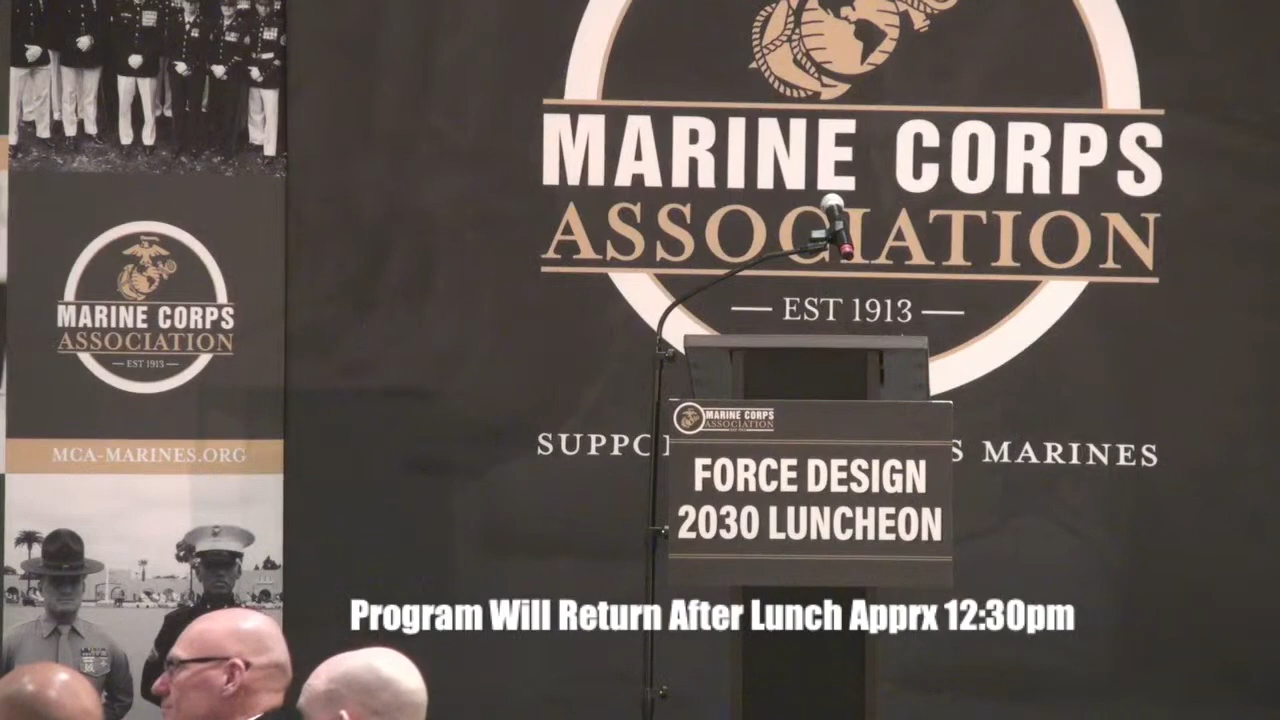 MARINE CORPS
ASSOCIATION
EST 1913
MCA-MARINES.ORG
MARINE CORPS
ASSOCIATION
EST 1913
MARINES
MARINE CORPS
ASSOCIATION
FORCE DESIGN
2030 LUNCHEON
Program Will Return After Lunch Apprx 12:30pm